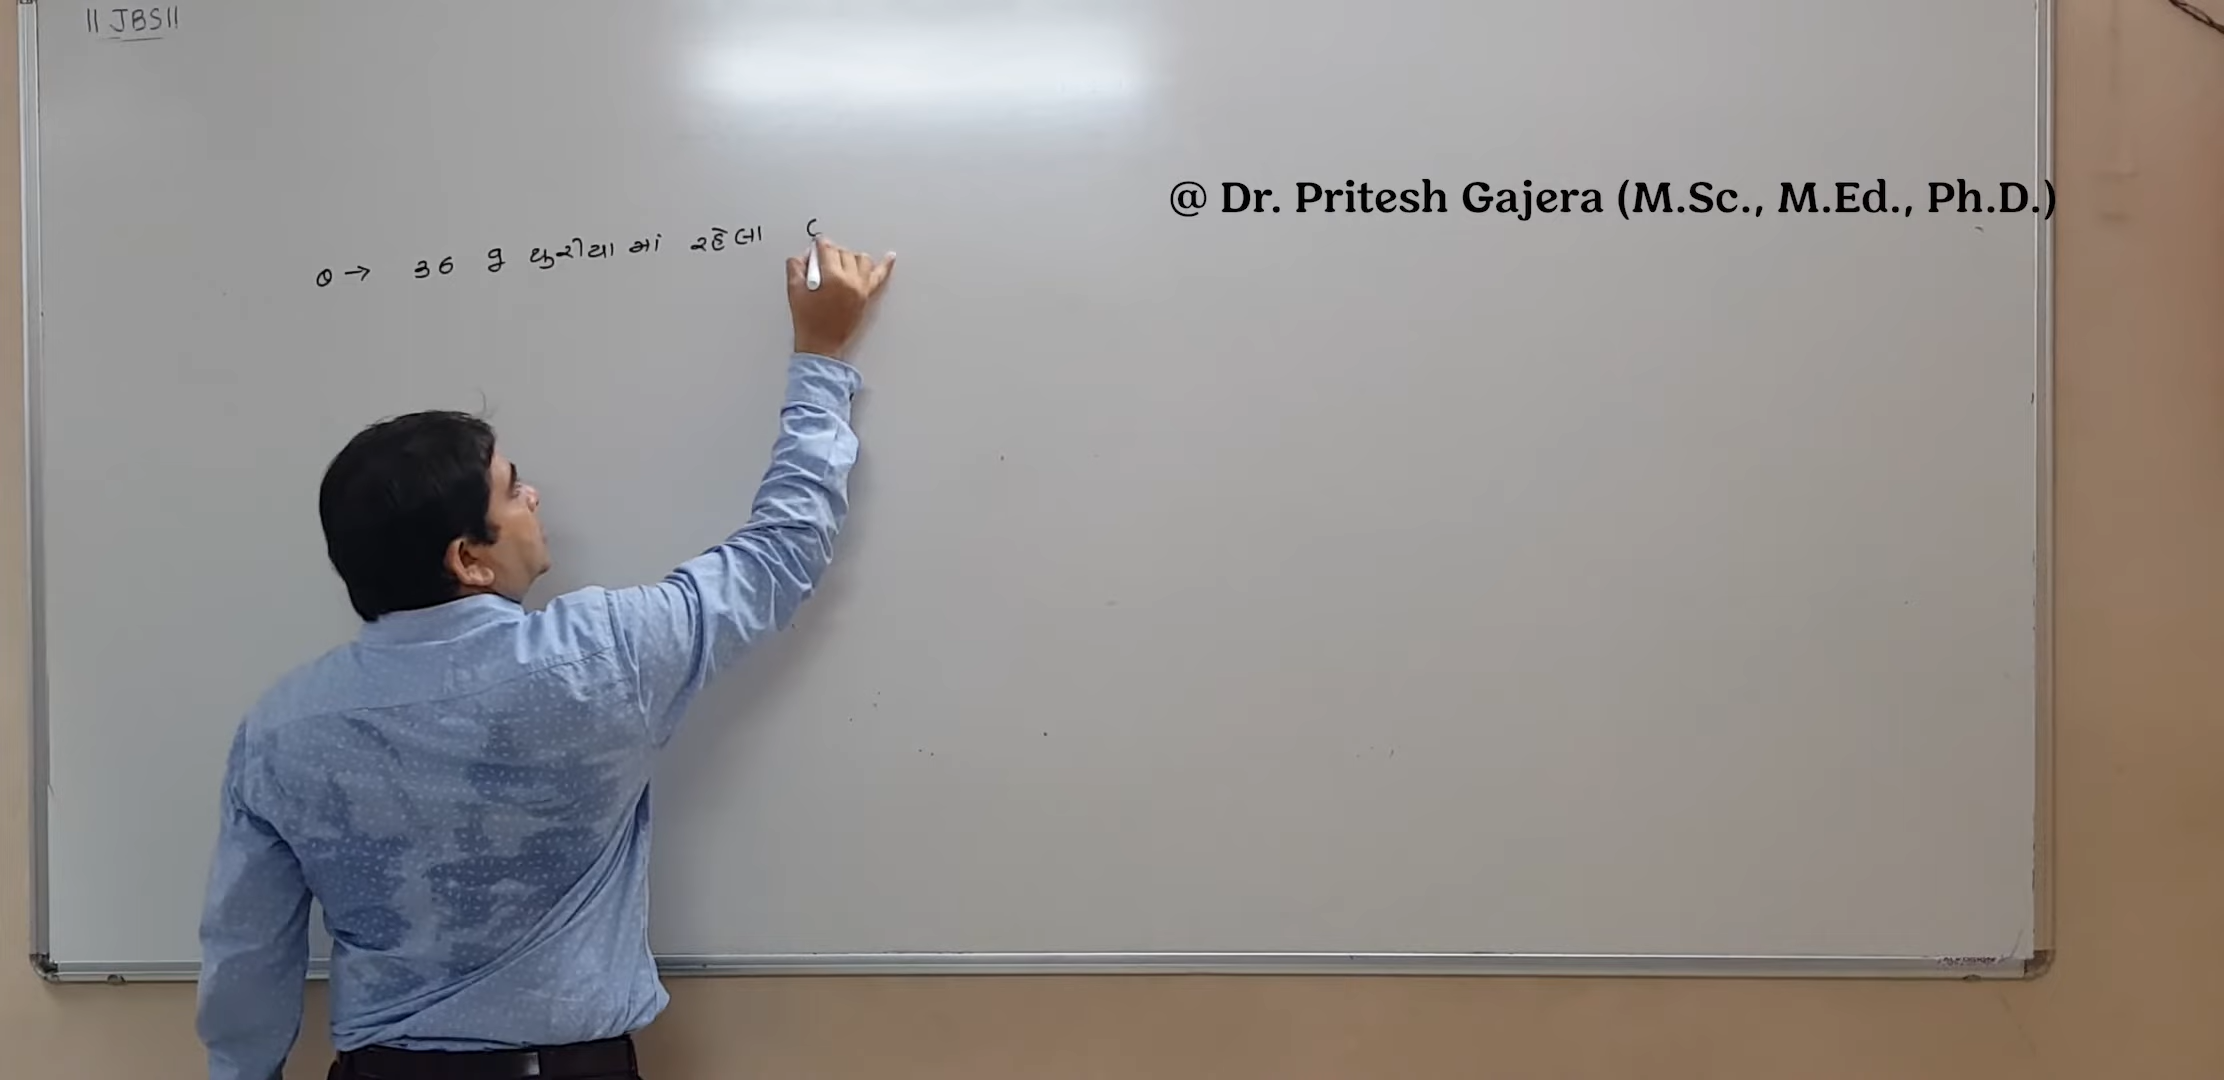 || JBS ||
@ Dr. Pritesh Gajera (M.Sc., M.Ed., Ph.D.)
Q → 36 ગ્રુ યુરીયા માં રહેલા C